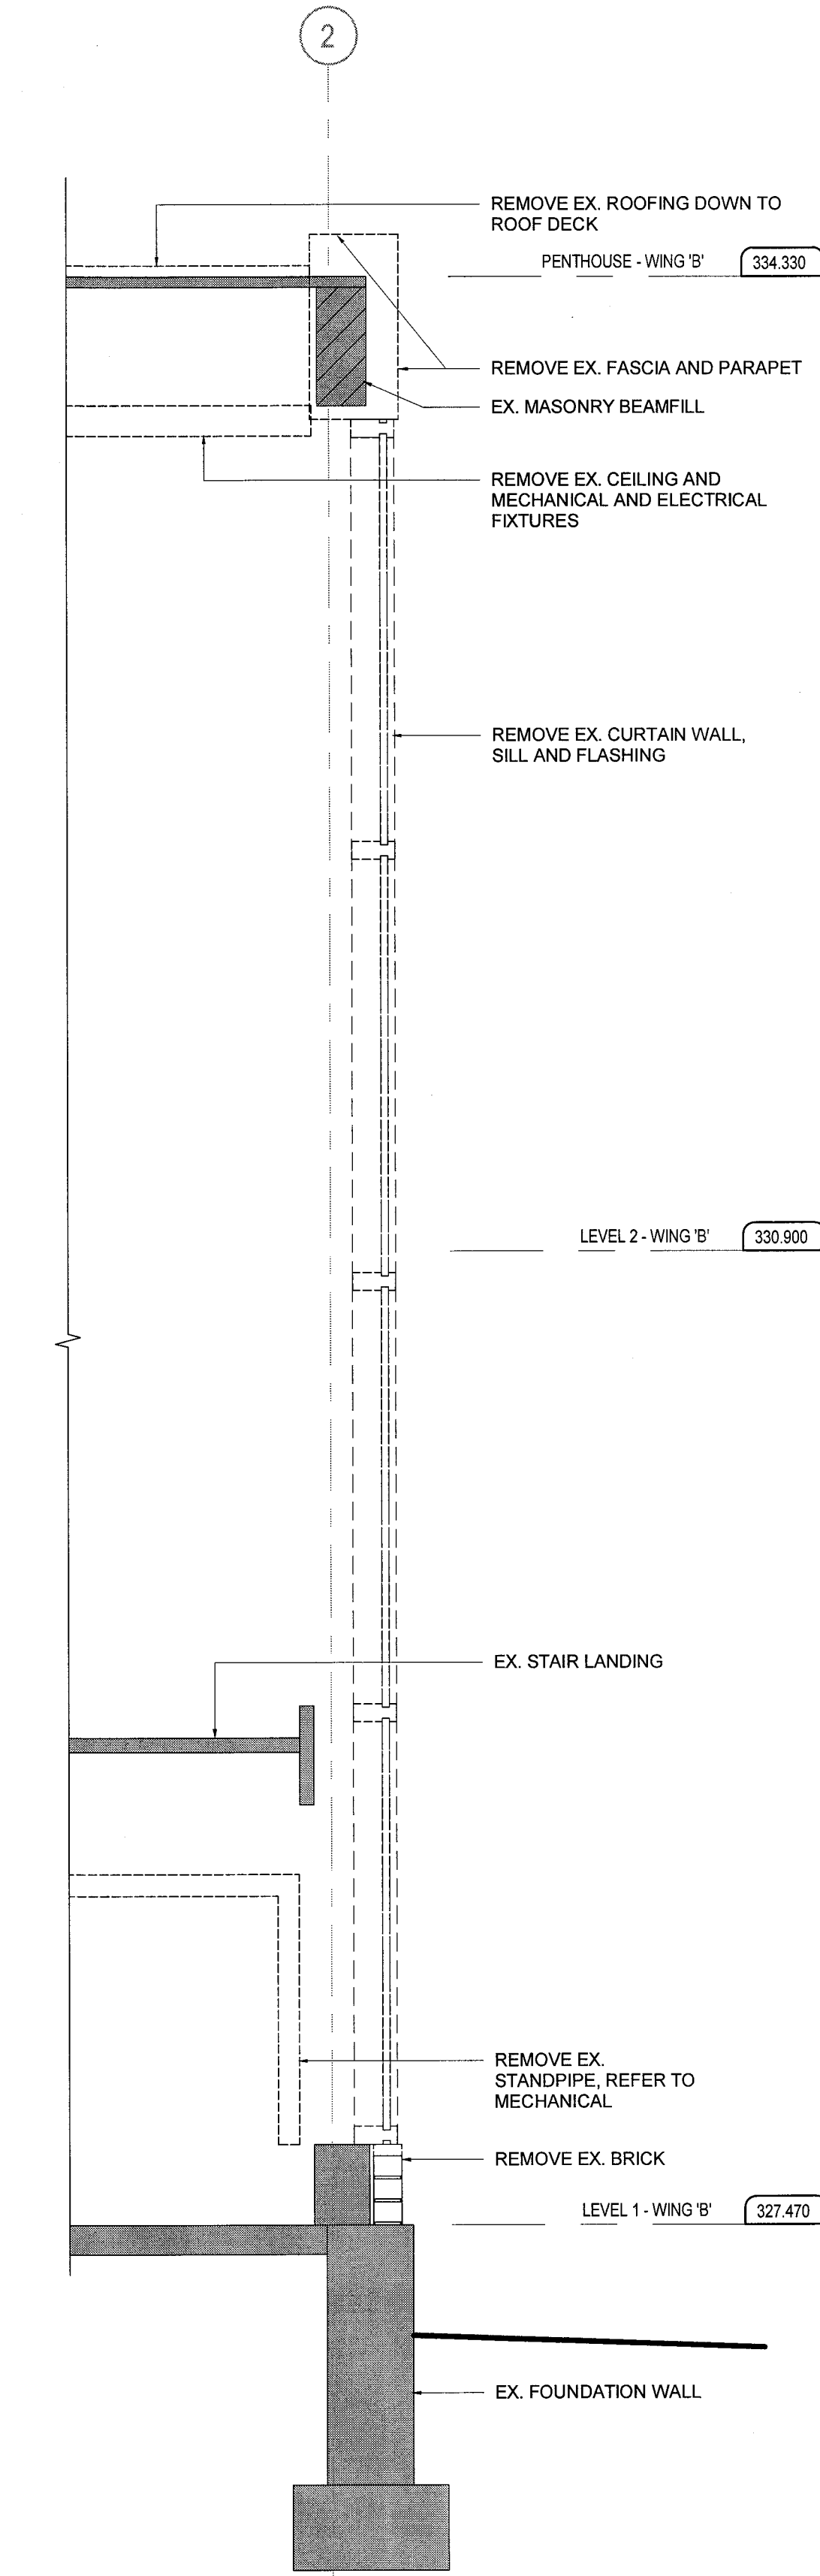 2
REMOVE EX. ROOFING DOWN TO
ROOF DECK
PENTHOUSE - WING 'B' 334.330
REMOVE EX. FASCIA AND PARAPET
EX. MASONRY BEAMFILL
REMOVE EX. CEILING AND
MECHANICAL AND ELECTRICAL
FIXTURES
REMOVE EX. CURTAIN WALL,
SILL AND FLASHING
LEVEL 2 - WING 'B' 330.900
EX. STAIR LANDING
REMOVE EX.
STANDPIPE, REFER TO
MECHANICAL
REMOVE EX. BRICK
LEVEL 1 - WING 'B' 327.470
EX. FOUNDATION WALL